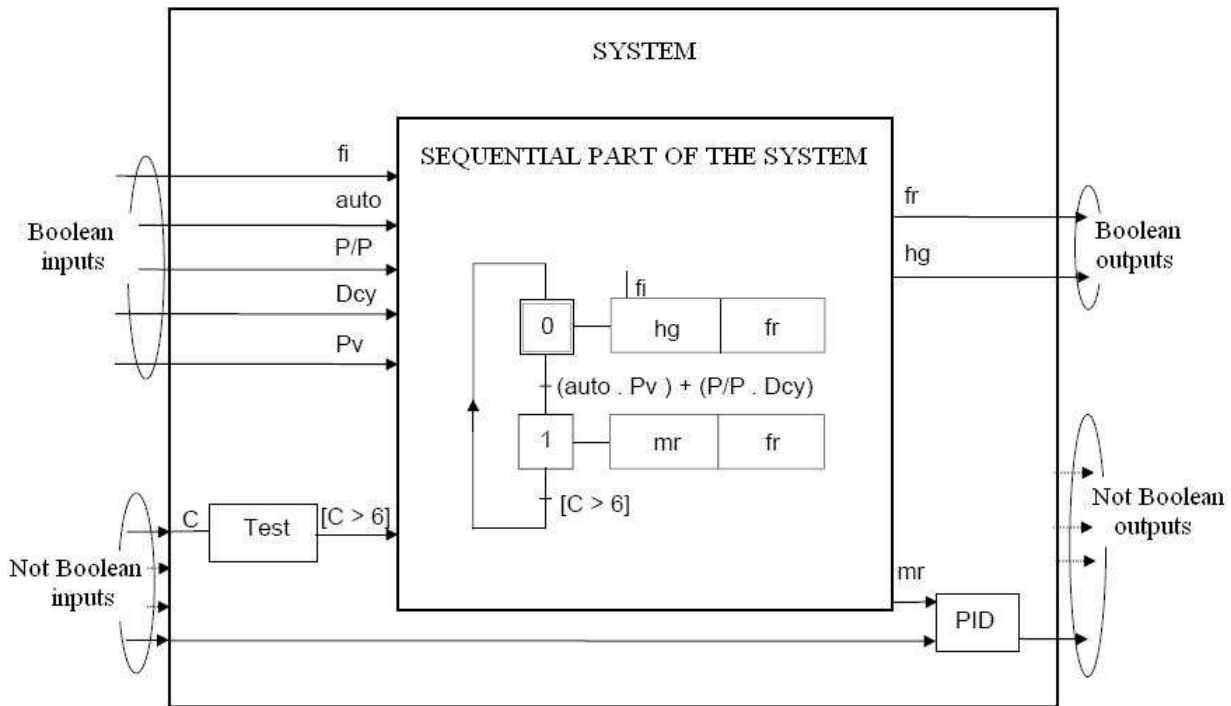 SYSTEM
SEQUENTIAL PART OF THE SYSTEM
fi
auto
P/P
Dcy
Pv
Boolean
inputs
fr
hg
Boolean
outputs
fi
0
hg
fr
(auto . Pv ) + (P/P . Dcy)
1
mr
fr
[C > 6]
C
Test
[C > 6]
Not Boolean
inputs
Not Boolean
outputs
mr
PID